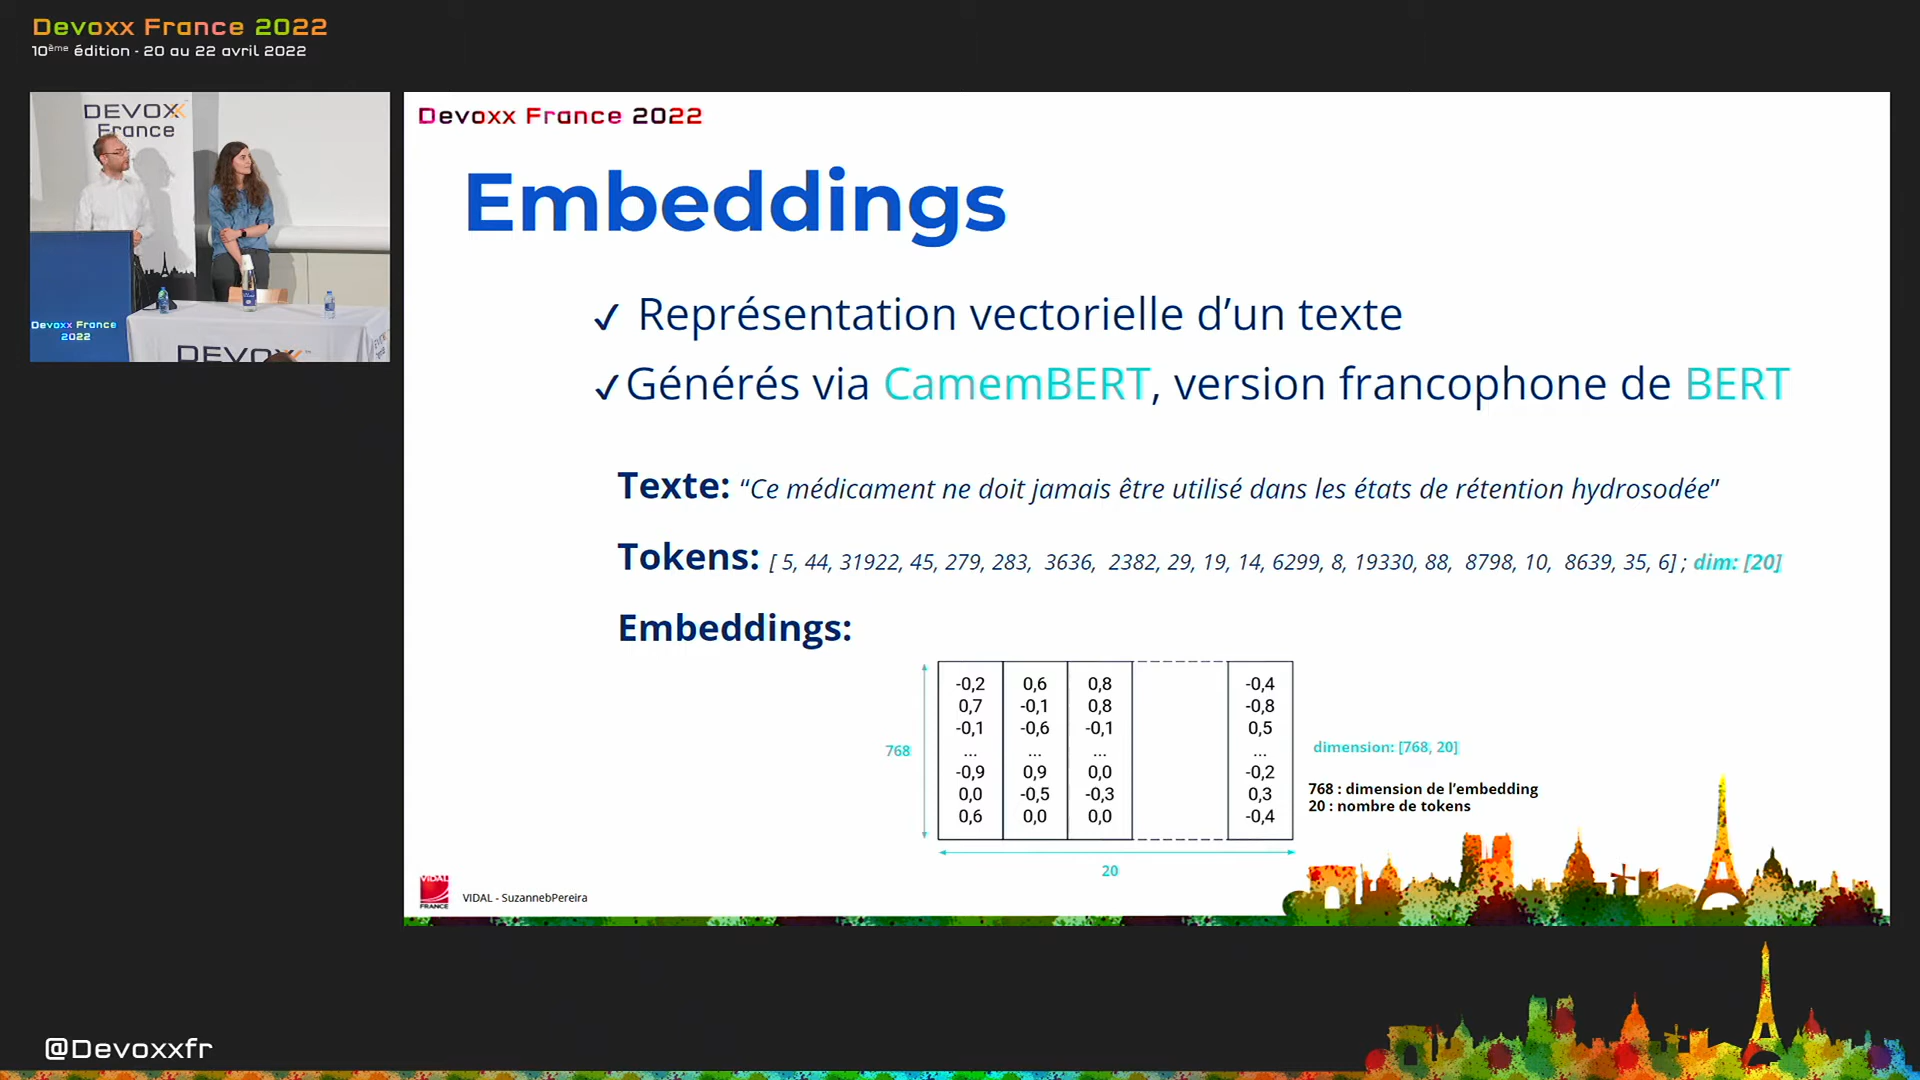 Devoxx France 2022
10ème édition - 20 au 22 avril 2022
DEVOXX
France
Devoxx France
2022
DEVOXX
Devoxx France 2022
Embeddings
✓ Représentation vectorielle d’un texte
✓Générés via CamemBERT, version francophone de BERT
Texte: “Ce médicament ne doit jamais être utilisé dans les états de rétention hydrosodée”
Tokens: [ 5, 44, 31922, 45, 279, 283, 3636, 2382, 29, 19, 14, 6299, 8, 19330, 88, 8798, 10, 8639, 35, 6] ; dim: [20]
Embeddings:
-0,2 0,6 0,8 -0,4
0,7 -0,1 0,8 -0,8
-0,1 -0,6 -0,1 0,5
... ... ... ...
-0,9 0,9 0,0 -0,2
0,0 -0,5 -0,3 0,3
0,6 0,0 0,0 -0,4
768
20
dimension: [768, 20]
768 : dimension de l’embedding
20 : nombre de tokens
VIDAL
FRANCE
VIDAL - SuzannebPereira
@Devoxxfr